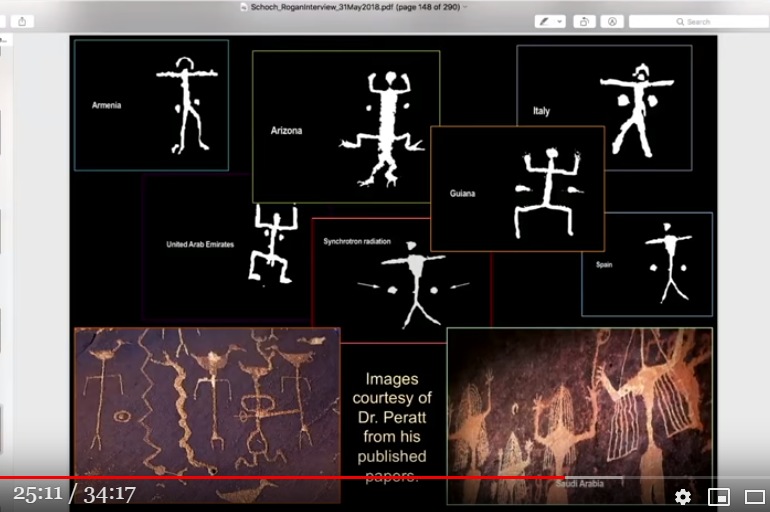 Schoch_RoganInterview_31May2018.pdf (page 148 of 290)
Search
Armenia
Arizona
Italy
Guiana
United Arab Emirates
Synchrotron radiation
Spain
Images
courtesy of
Dr. Peratt
from his
published
papers.
Saudi Arabia
25:11 / 34:17